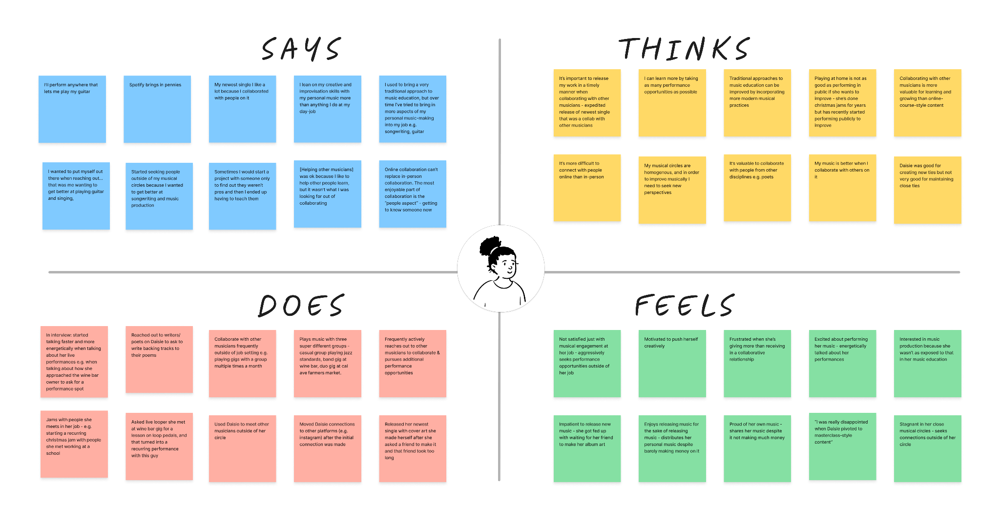 SAYS
I'll perform anywhere that
lets me play my guitar
Spotify brings in pennies
My newest single I like a
lot because I collaborated
with people on it
I lean on my creative and
improvisation skills with
my personal music more
than anything I do at my
day-job
I used to bring a very
traditional approach to
music education, but over
time I've tried to bring in
more aspects of my
personal music-making
into my job e.g.
songwriting, guitar
I wanted to put myself out
there when reaching out...
that was me wanting to
get better at playing guitar
and singing,
Started seeking people
outside of my musical
circles because I wanted
to get better at
songwriting and music
production
Sometimes I would start a
project with someone only
to find out they weren't
pros and then I ended up
having to teach them
[Helping other musicians]
was ok because I like to
help other people learn,
but it wasn't what I was
looking for out of
collaborating
Online collaboration can't
replace in-person
collaboration. The most
enjoyable part of
collaboration is the
"people aspect" - getting
to know someone new
THINKS
It's important to release
my work in a timely
manner when
collaborating with other
musicians - expedited
release of newest single
that was a collab with
other musicians
I can learn more by taking
as many performance
opportunities as possible
Traditional approaches to
music education can be
improved by incorporating
more modern musical
practices
Playing at home is not as
good as performing in
public if she wants to
improve - she's done
christmas jams for years
but has recently started
performing publicly to
improve
Collaborating with other
musicians is more
valuable for learning and
growing than online-
course-style content
It's more difficult to
connect with people
online than in-person
My musical circles are
homogenous, and in order
to improve musically I
need to seek new
perspectives
It's valuable to collaborate
with people from other
disciplines e.g. poets
My music is better when I
collaborate with others on
it
Daisie was good for
creating new ties but not
very good for maintaining
close ties
DOES
In interview: started
talking faster and more
energetically when talking
about her live
performances e.g. when
talking about how she
approached the wine bar
owner to ask for a
performance spot
Reached out to writers/
poets on Daisie to ask to
write backing tracks to
their poems
Collaborate with other
musicians frequently
outside of job setting e.g.
playing gigs with a group
multiple times a month
Plays music with three
super different groups -
casual group playing jazz
standards, band gig at
wine bar, duo gig at cal
ave farmers market.
Frequently actively
reaches out to other
musicians to collaborate &
pursues additional
performance
opportunities
Jams with people she
meets in her job - e.g.
starting a recurring
christmas jam with people
she met working at a
school
Asked live looper she met
at wine bar gig for a
lesson on loop pedals, and
that turned into a
recurring performance
with this guy
Used Daisie to meet other
musicians outside of her
circle
Moved Daisie connections
to other platforms (e.g.
instagram) after the initial
connection was made
Released her newest
single with cover art she
made herself after she
asked a friend to make it
and that friend took too
long
FEELS
Not satisfied just with
musical engagement at
her job - aggressively
seeks performance
opportunities outside of
her job
Motivated to push herself
creatively
Frustrated when she's
giving more than receiving
in a collaborative
relationship
Excited about performing
her music - energetically
talked about her
performances
Interested in music
production because she
wasn't as exposed to that
in her music education
Impatient to release new
music - she got fed up
with waiting for her friend
to make her album art
Enjoys releasing music for
the sake of releasing
music - distributes her
personal music despite
barely making money on it
Proud of her own music -
shares her music despite
it not making much money
"I was really disappointed
when Daisie pivoted to
masterclass-style
content"
Stagnant in her close
musical circles - seeks
connections outside of her
circle